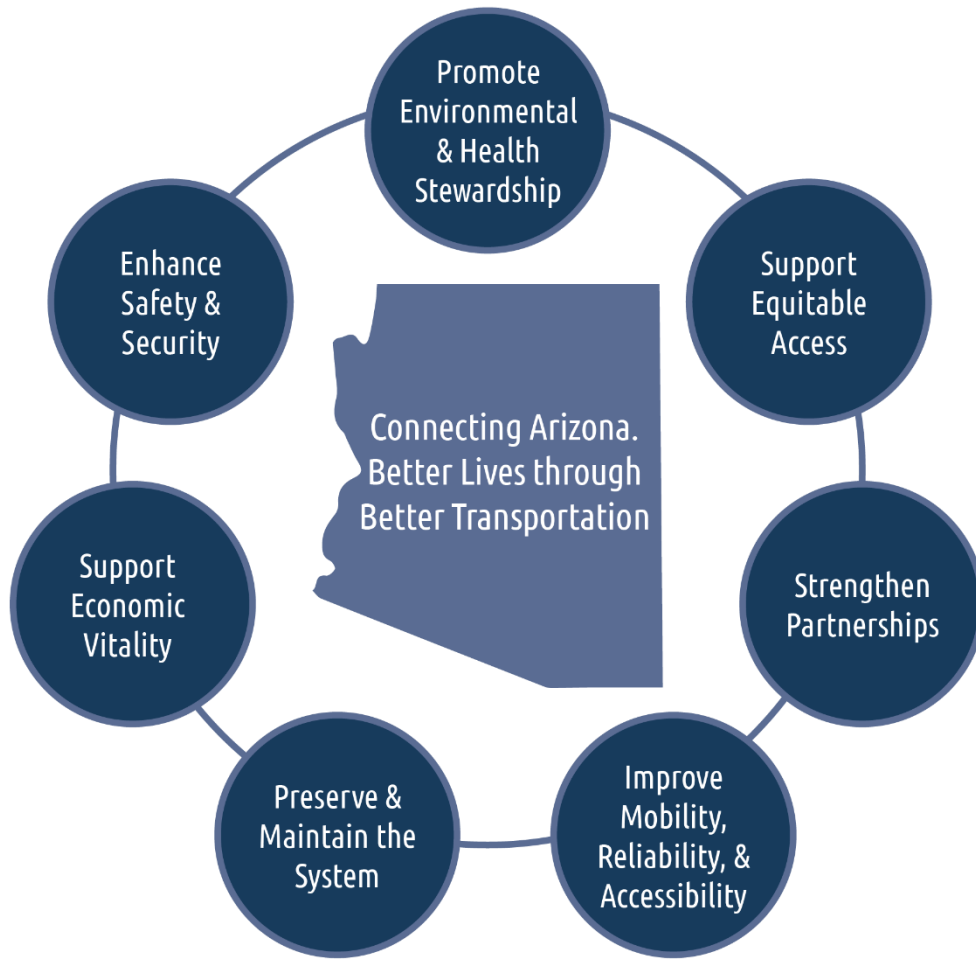 Promote
Environmental
& Health
Stewardship
Support
Equitable
Access
Strengthen
Partnerships
Improve
Mobility,
Reliability, &
Accessibility
Preserve &
Maintain the
System
Support
Economic
Vitality
Enhance
Safety &
Security
Connecting Arizona.
Better Lives through
Better Transportation